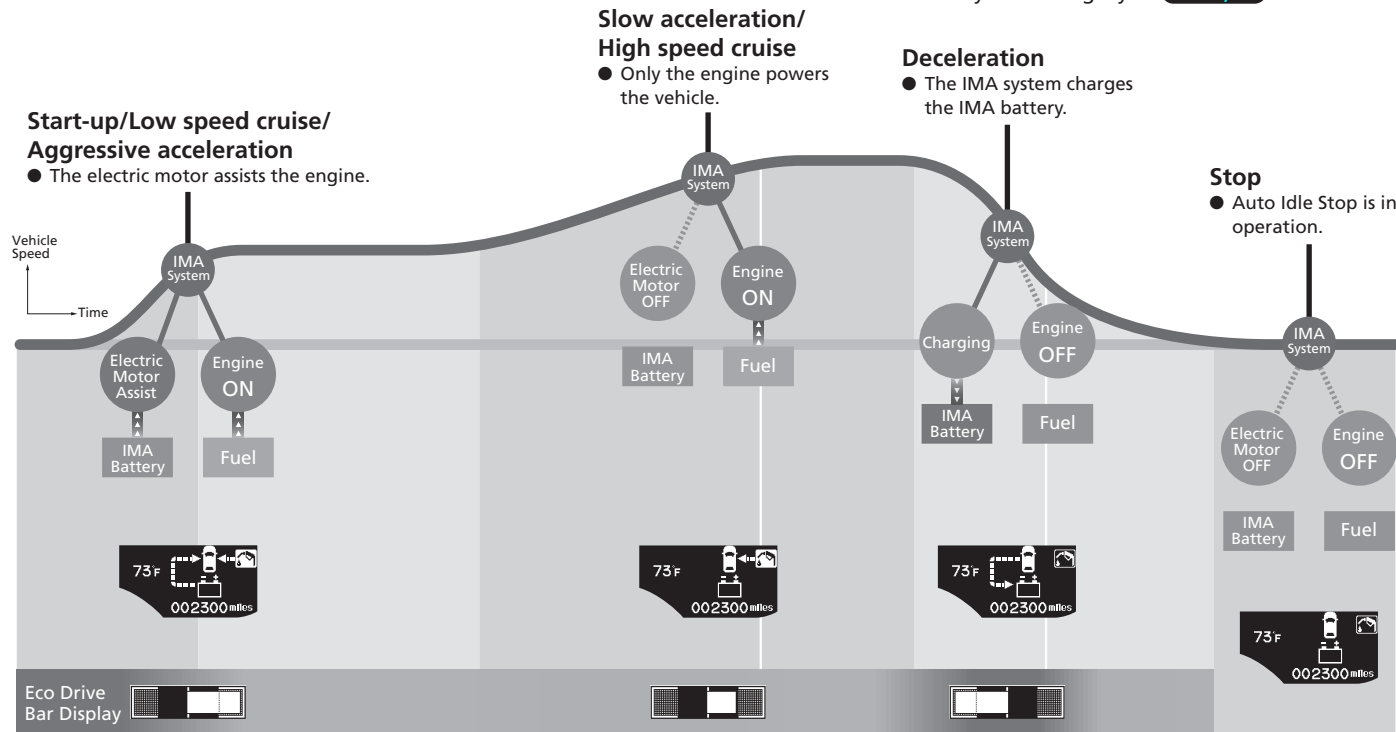 Slow acceleration/
High speed cruise
● Only the engine powers
the vehicle.
Deceleration
● The IMA system charges
the IMA battery.
Start-up/Low speed cruise/
Aggressive acceleration
● The electric motor assists the engine.
Stop
● Auto Idle Stop is in
operation.
Vehicle
Speed
Time
IMA
System
Electric
Motor
Assist
Engine
ON
IMA
Battery
Fuel
IMA
System
Electric
Motor
OFF
Engine
ON
IMA
Battery
Fuel
IMA
System
Charging
Engine
OFF
IMA
Battery
Fuel
IMA
System
Electric
Motor
OFF
Engine
OFF
IMA
Battery
Fuel
73°F
002300 miles
73°F
002300 miles
73°F
002300 miles
73°F
002300 miles
Eco Drive
Bar Display